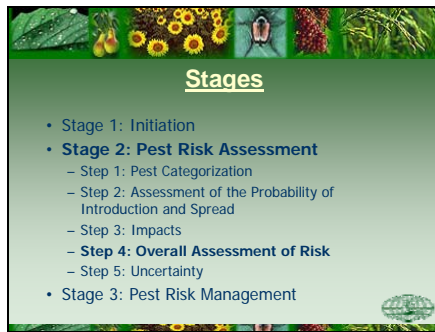 Stages
• Stage 1: Initiation
• Stage 2: Pest Risk Assessment
– Step 1: Pest Categorization
– Step 2: Assessment of the Probability of
Introduction and Spread
– Step 3: Impacts
– Step 4: Overall Assessment of Risk
– Step 5: Uncertainty
• Stage 3: Pest Risk Management